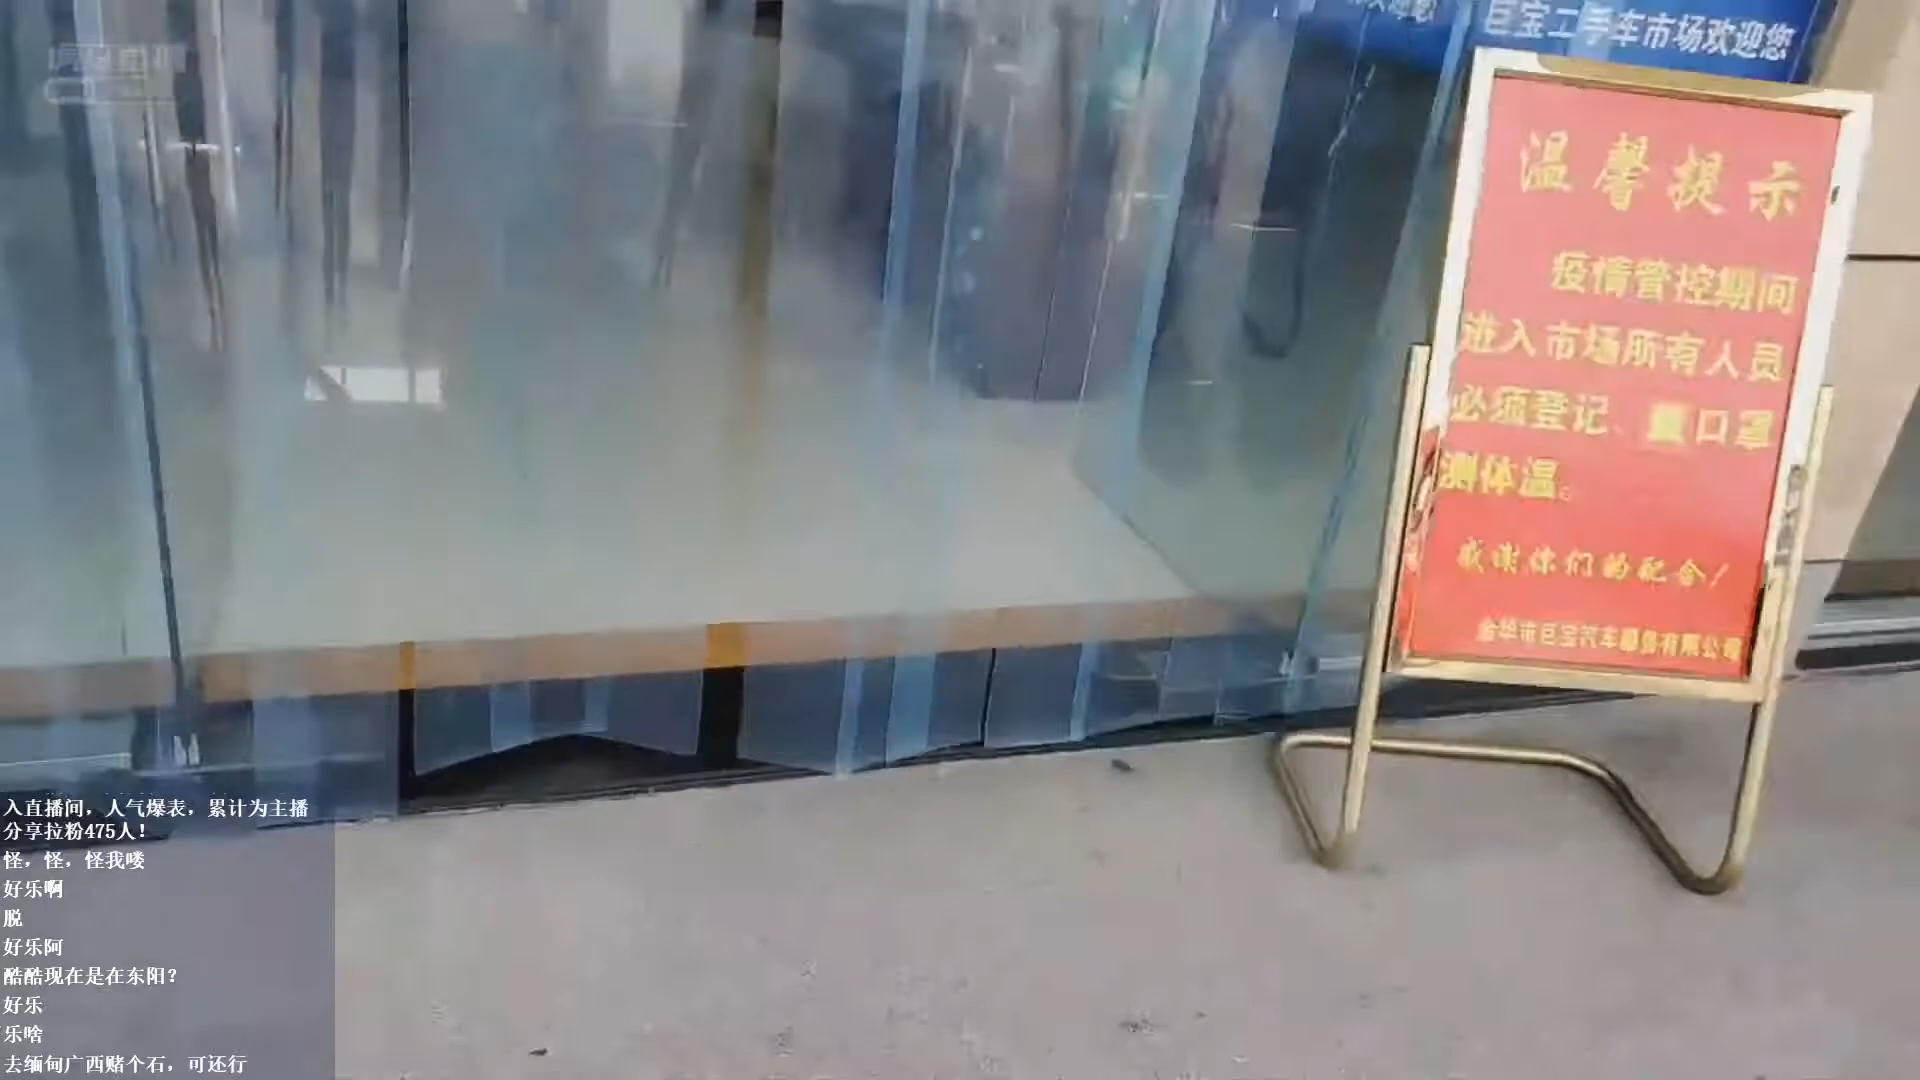 巨宝二手车市场欢迎您
温馨提示
疫情管控期间
进入市场所有人员
必须登记、戴口罩
测体温。
感谢你们的配合！
金华市巨宝汽车服务有限公司
入直播间，人气爆表，累计为主播
分享拉粉475人！
怪，怪，怪我喽
好乐啊
脱
好乐阿
酷酷现在是在东阳？
好乐
乐啥
去缅甸广西赌个石，可还行